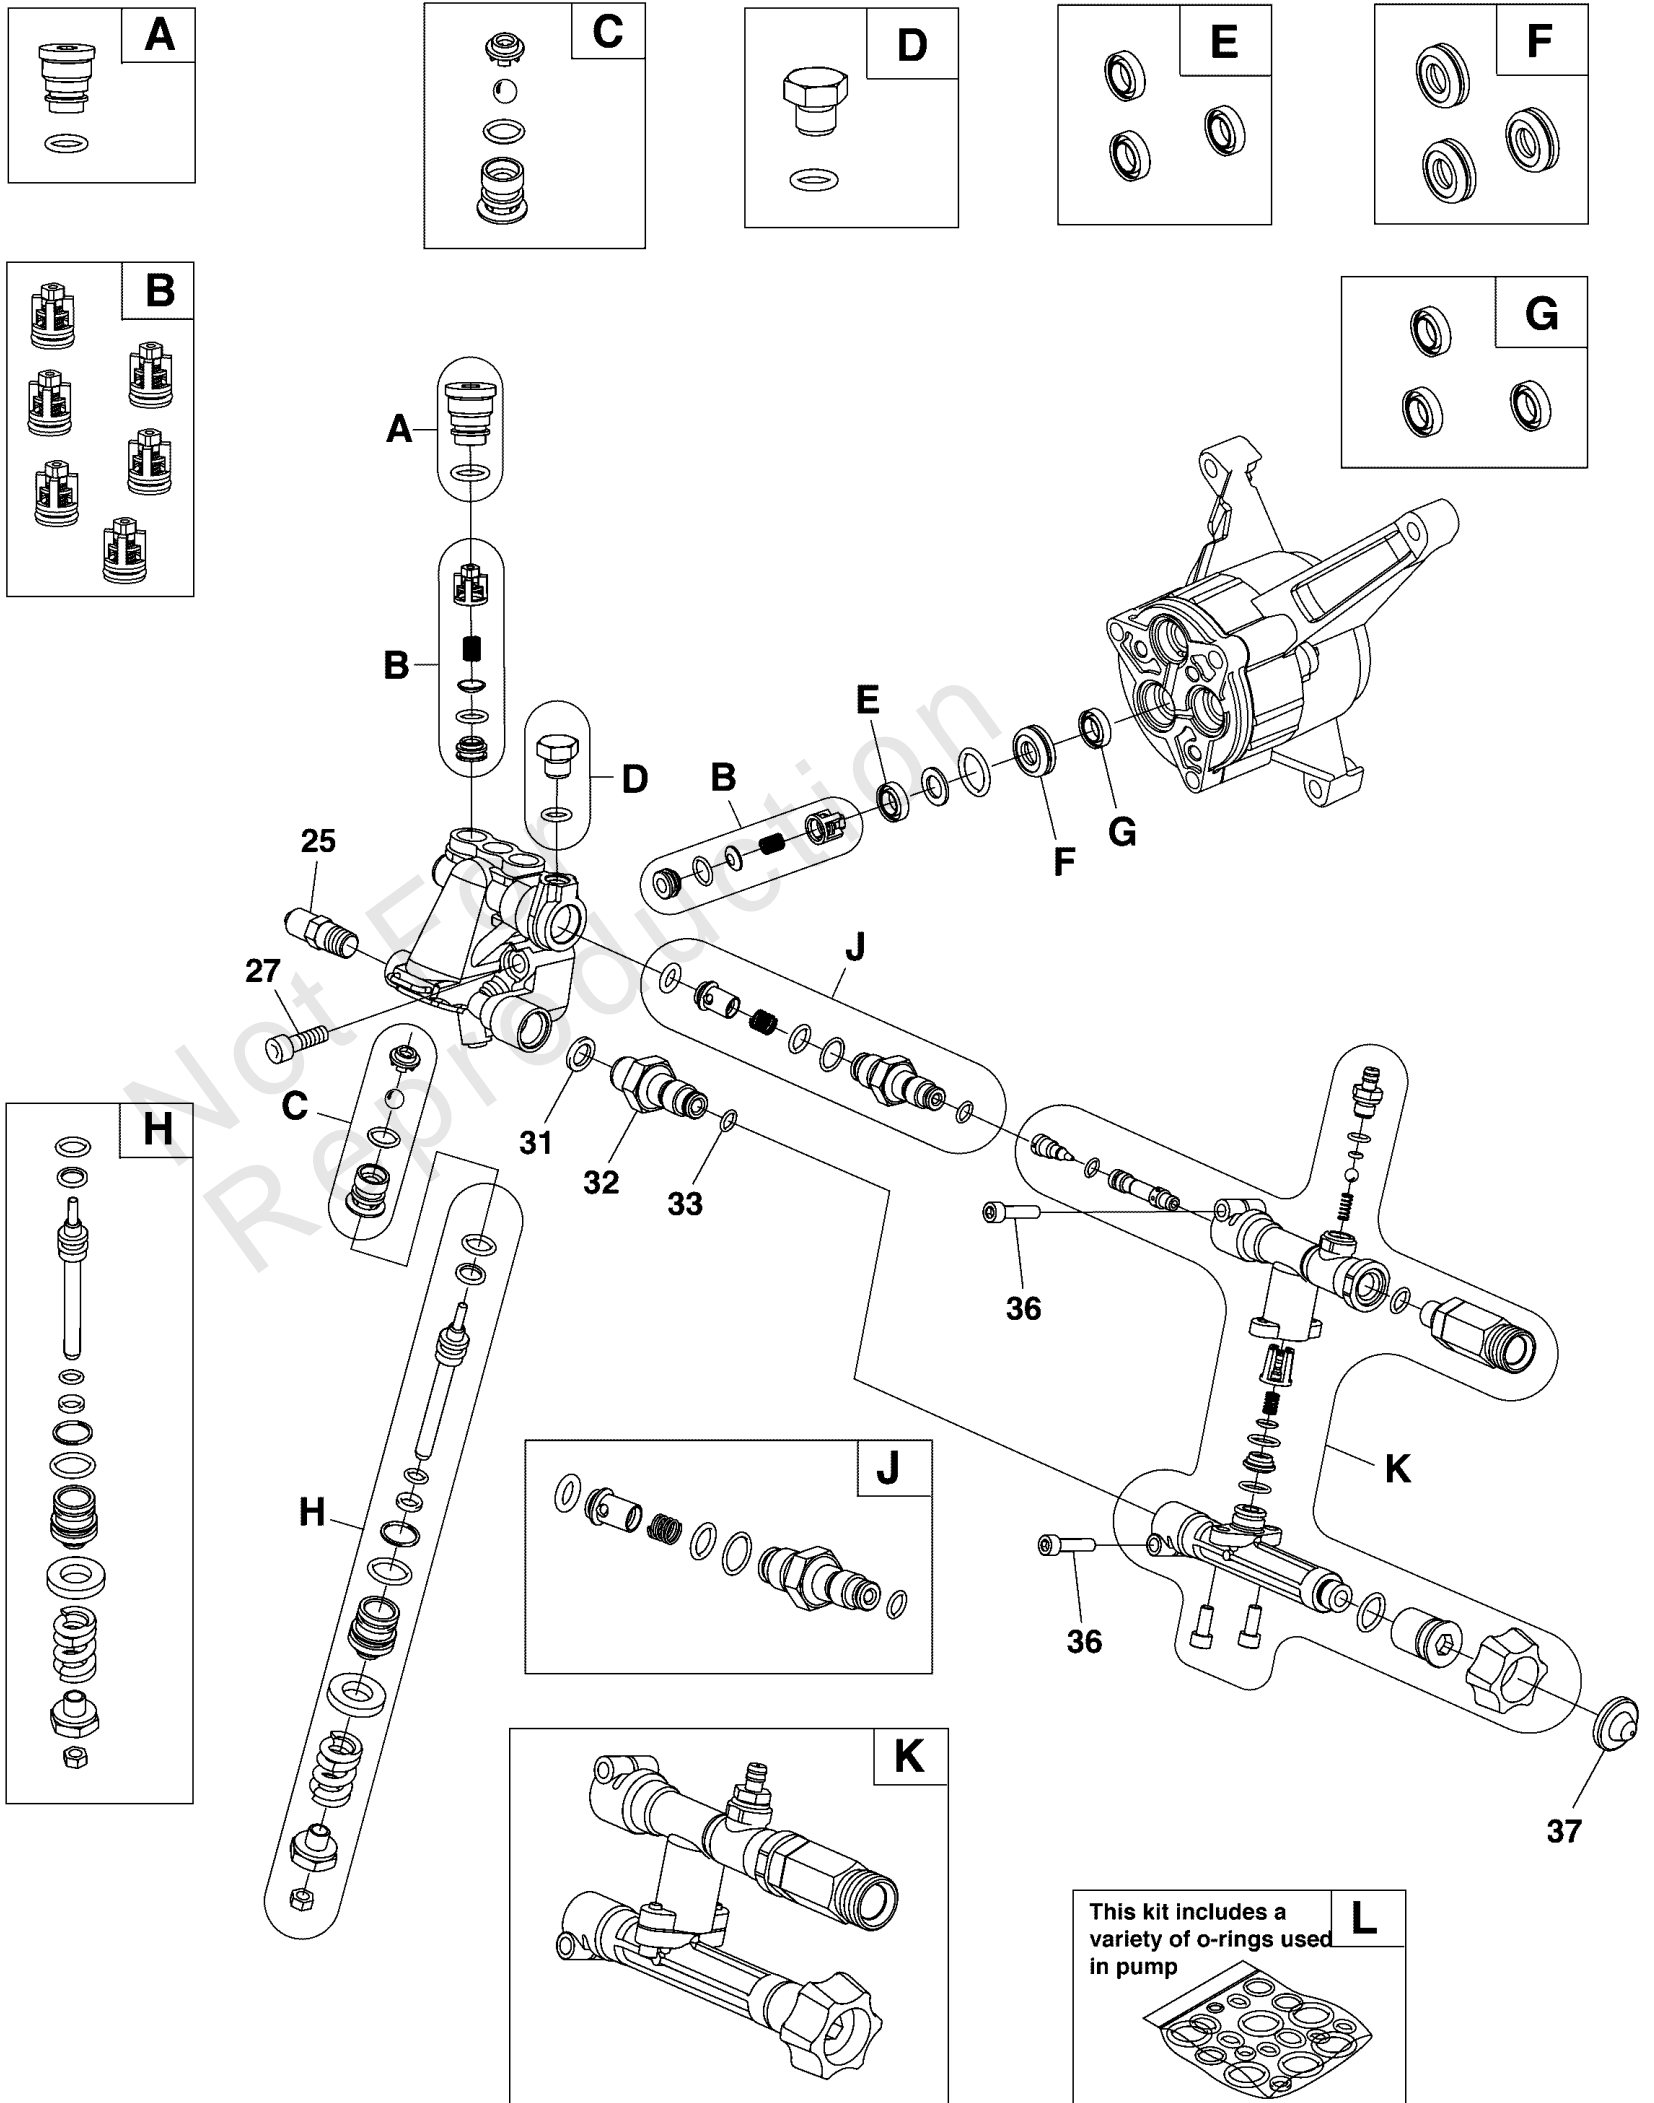 A
C
D
E
F
B
G
A
B
E
D
B
25
G
F
J
27
C
H
31
32
33
36
K
J
H
36
K
37
This kit includes a
variety of o-rings used
in pump
L
Not For
Reproduction